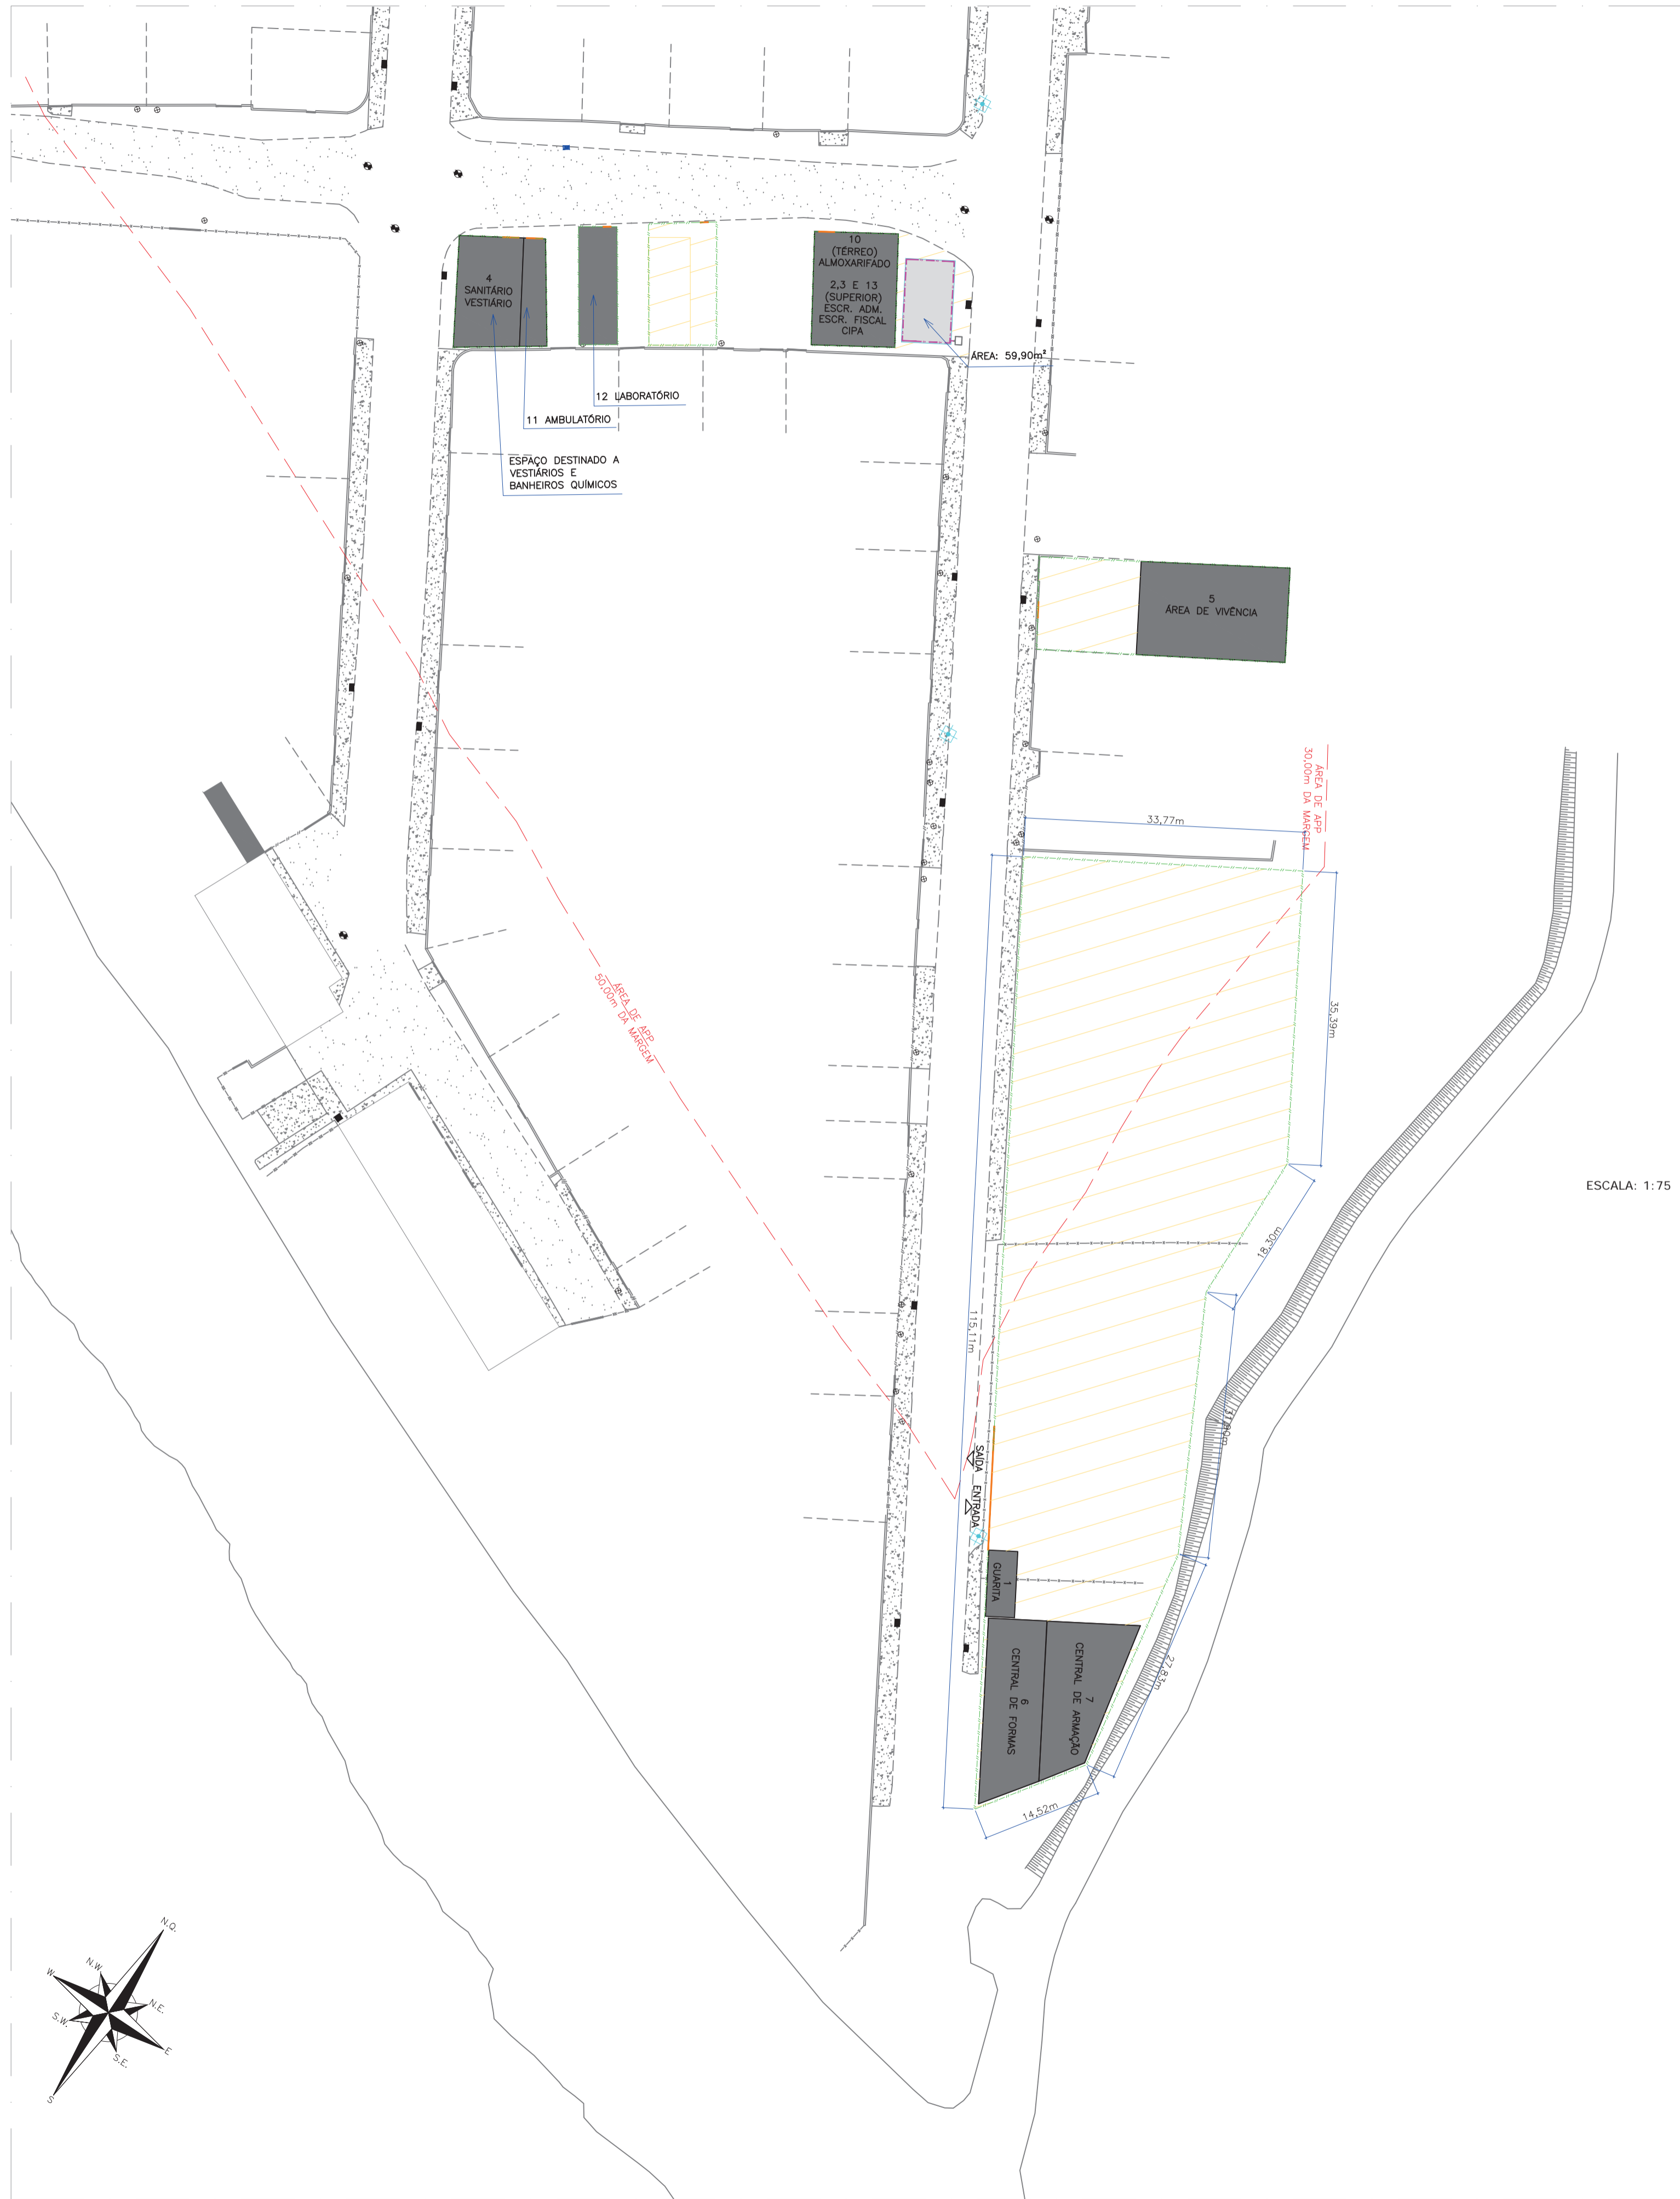 4
SANITÁRIO
VESTIÁRIO
10
(TÉRREO)
ALMOXARIFADO
2,3 E 13
(SUPERIOR)
ESCR. ADM.
ESCR. FISCAL
CIPA
ÁREA: 59,90m²
12 LABORATÓRIO
11 AMBULATÓRIO
ESPAÇO DESTINADO A
VESTIÁRIOS E
BANHEIROS QUÍMICOS
5
ÁREA DE VIVÊNCIA
ÁREA DE APP
30,00m DA MARGEM
33,77m
35,39m
ÁREA DE APP
50,00m DA MARGEM
ESCALA: 1:75
18,30m
115,11m
SAÍDA
ENTRADA
1
GUARITA
7
CENTRAL DE ARMAÇÃO
6
CENTRAL DE FORMAS
27,83m
14,52m
N.Q.
N.W.
W
N.E.
S.W.
S.E.
E
S